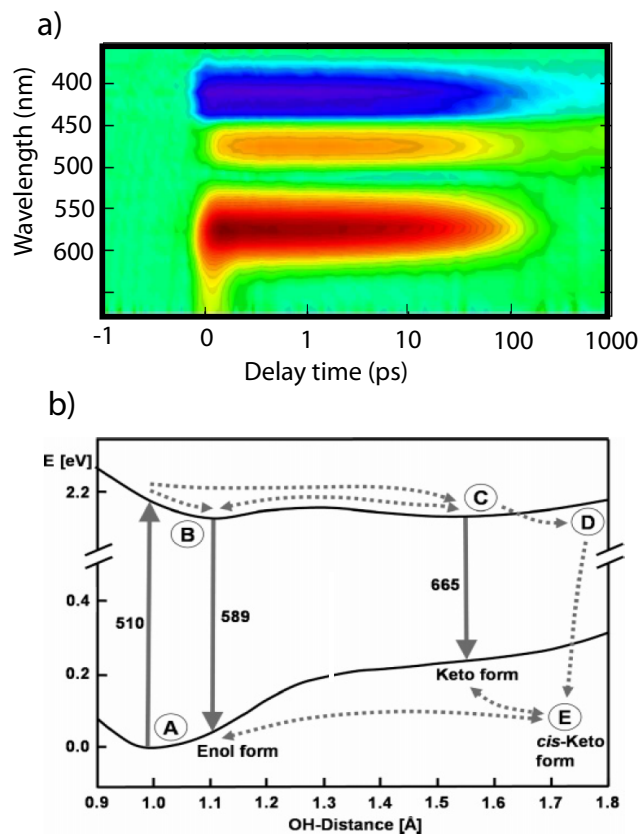 a)
Wavelength (nm)
400
450
500
550
600
-1 0 1 10 100 1000
Delay time (ps)
b)
E [eV]
2.2
0.4
0.2
0.0
510
589
665
A
B
C
D
E
Enol form
Keto form
cis-Keto
form
0.9 1.0 1.1 1.2 1.3 1.4 1.5 1.6 1.7 1.8
OH-Distance [Å]